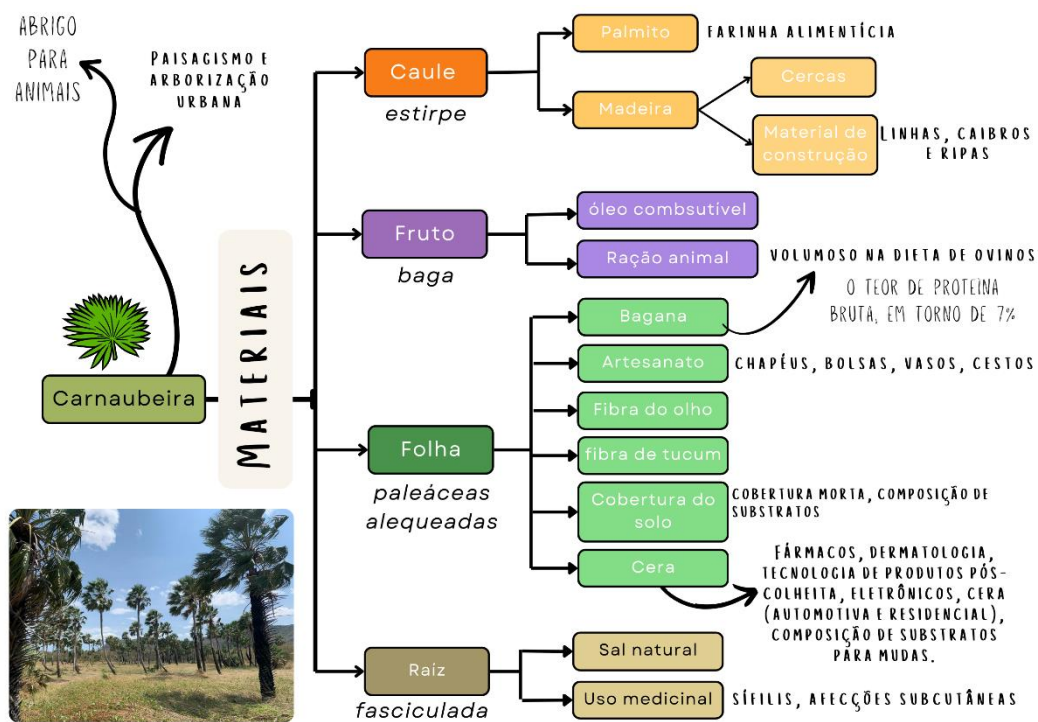 ABRIGO
PARA
ANIMAIS
PAISAGISMO E
ARBORIZAÇÃO
URBANA
Carnaubeira
MATERIAIS
Caule
estirpe
Palmito
FARINHA ALIMENTÍCIA
Madeira
Cercas
Material de
construção
LINHAS, CAIBROS
E RIPAS
Fruto
baga
óleo combsutível
Ração animal
VOLUMOSO NA DIETA DE OVINOS
O TEOR DE PROTEÍNA
BRUTA, EM TORNO DE 7%
Folha
paleáceas
alequeadas
Bagana
Artesanato
CHAPÉUS, BOLSAS, VASOS, CESTOS
Fibra do olho
fibra de tucum
Cobertura do
solo
COBERTURA MORTA, COMPOSIÇÃO DE
SUBSTRATOS
Cera
FÁRMACOS, DERMATOLOGIA,
TECNOLOGIA DE PRODUTOS PÓS-
COLHEITA, ELETRÔNICOS, CERA
(AUTOMOTIVA E RESIDENCIAL),
COMPOSIÇÃO DE SUBSTRATOS
PARA MUDAS.
Raíz
fasciculada
Sal natural
Uso medicinal
SÍFILIS, AFECÇÕES SUBCUTÂNEAS